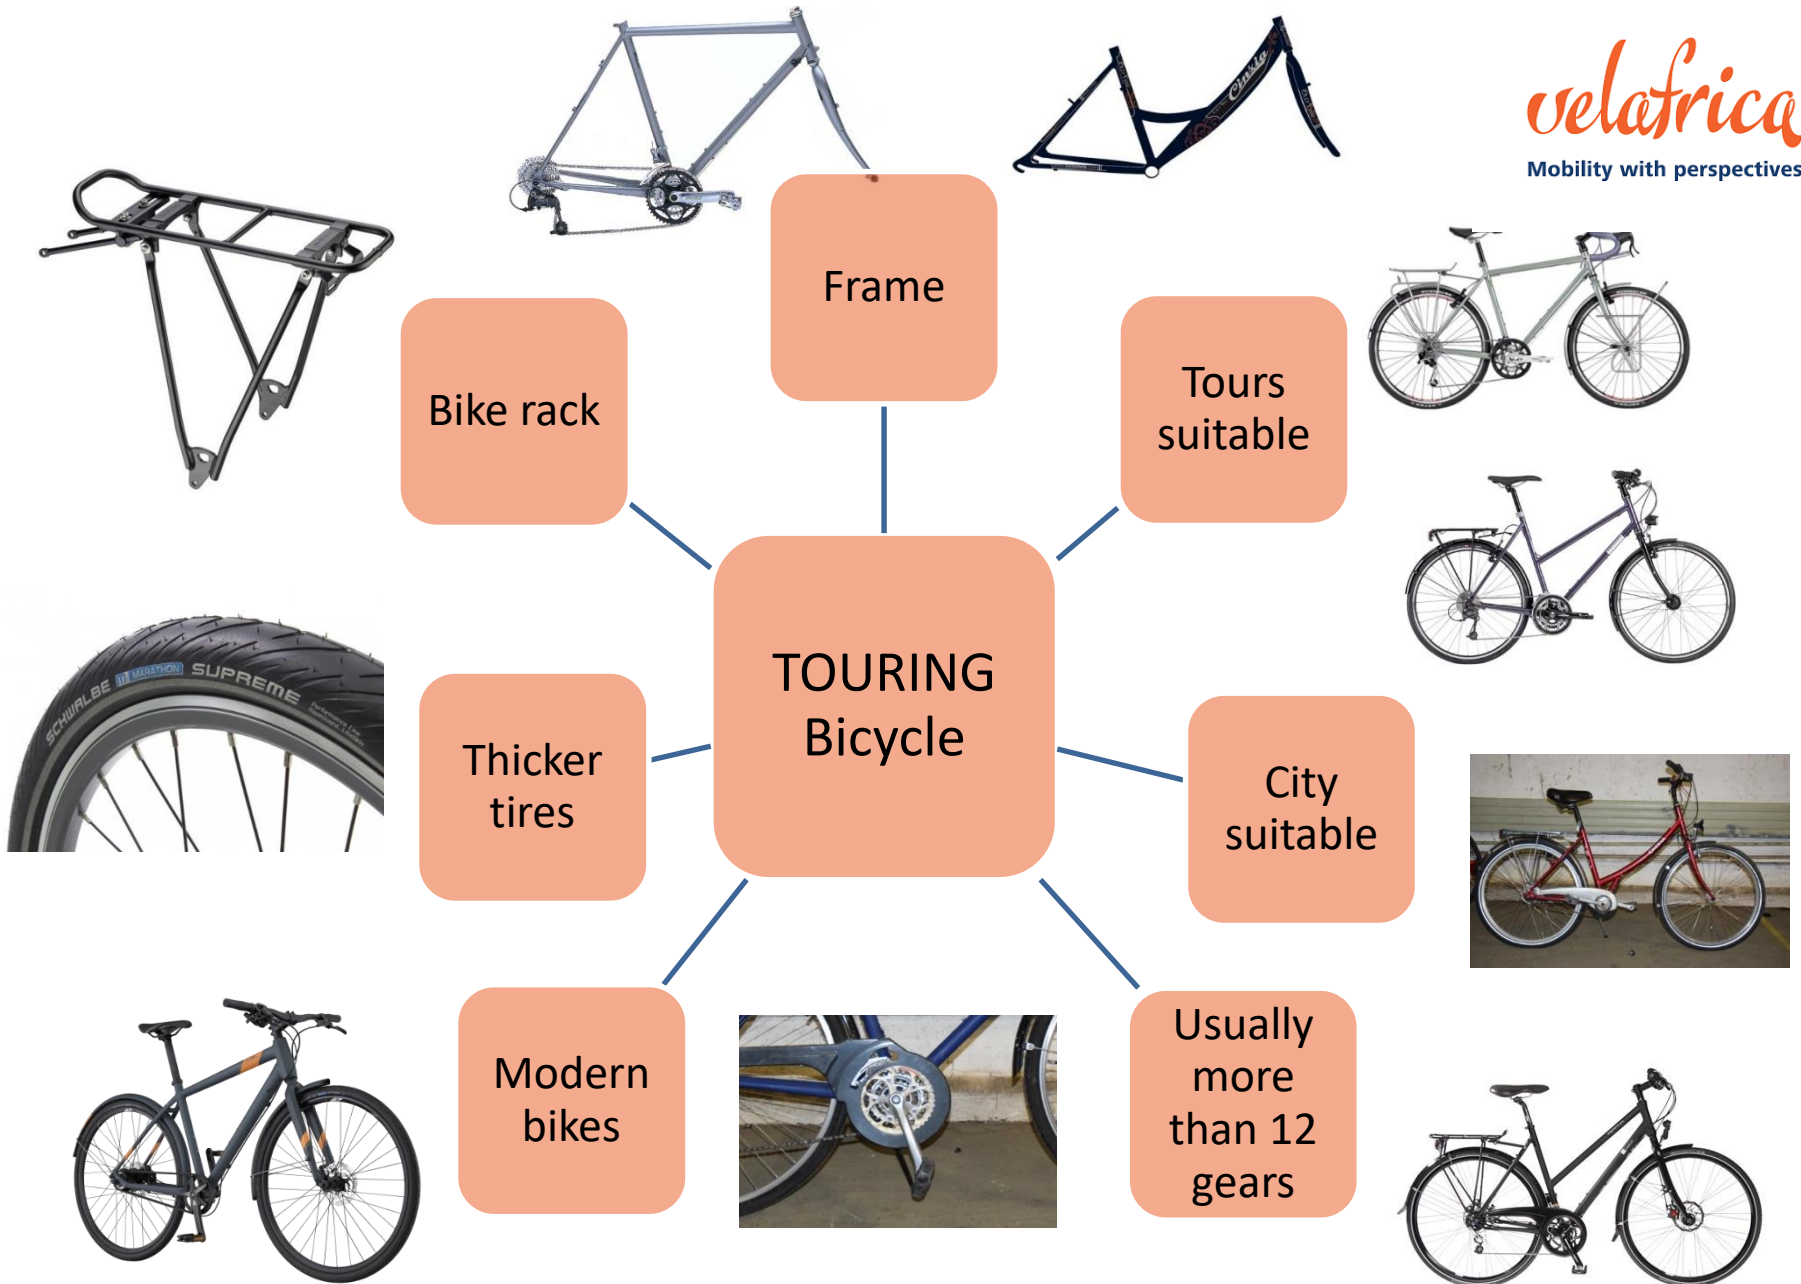 velafrica
Mobility with perspectives
Cinzia
Frame
Bike rack
Tours
suitable
TOURING
Bicycle
SCHWALBE MARATHON SUPREME
Thicker
tires
City
suitable
Modern
bikes
Usually
more
than 12
gears